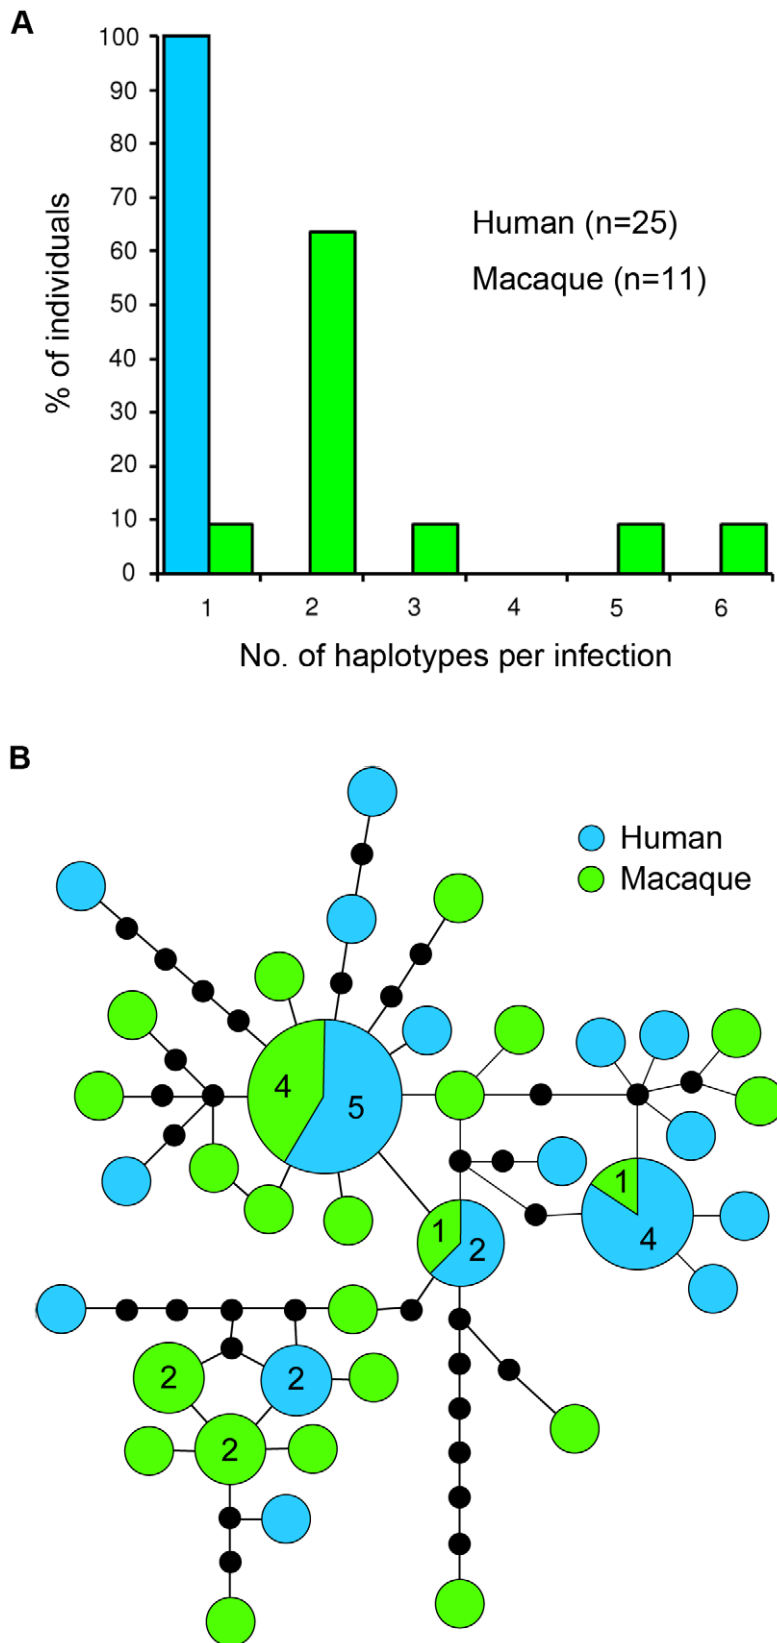 A
100
90
80
70
60
50
40
30
20
10
0
% of individuals
Human (n=25)
Macaque (n=11)
1 2 3 4 5 6
No. of haplotypes per infection
B
Human
Macaque
4
5
1
4
1
2
2
2
2